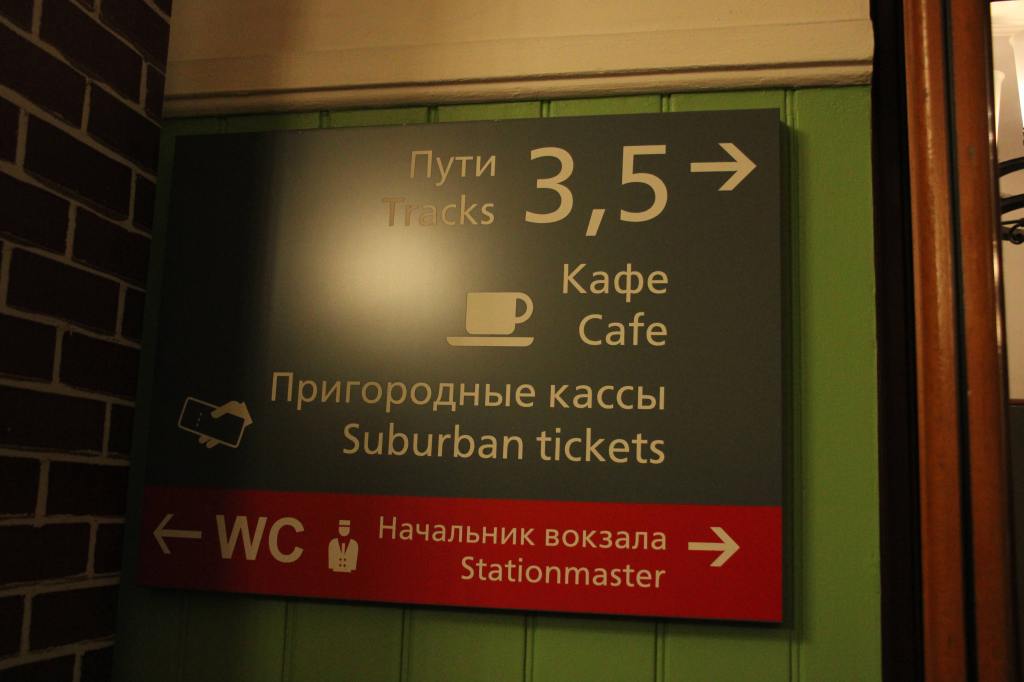 Пути
Tracks
3,5 →
Кафе
Cafe
Пригородные кассы
Suburban tickets
← WC
Начальник вокзала →
Stationmaster